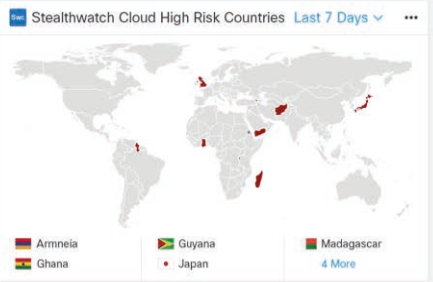 Swc Stealthwatch Cloud High Risk Countries Last 7 Days
Armneia
Guyana
Madagascar
Ghana
Japan
4 More